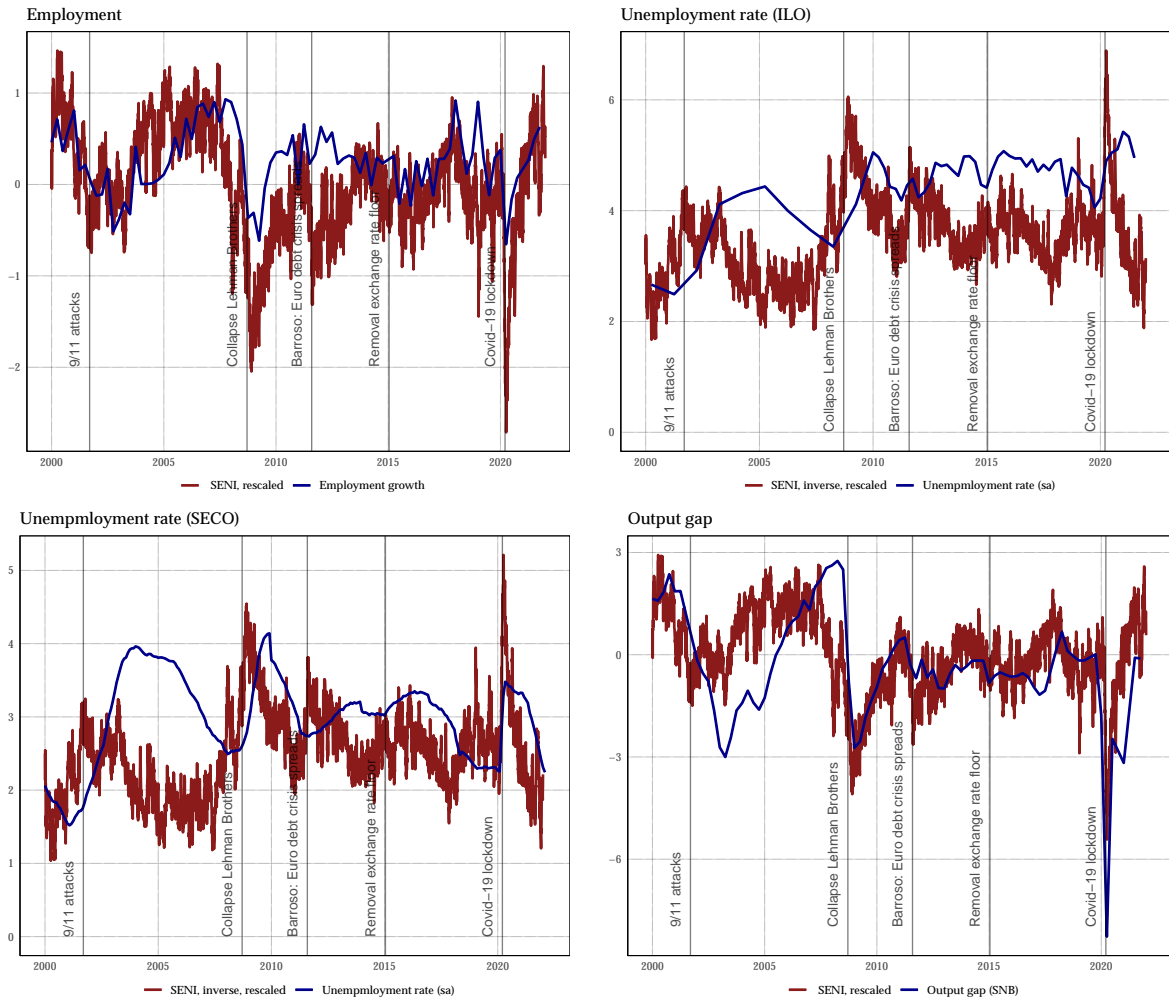 Employment
1
0
−1
−2
9/11 attacks
Collapse Lehman Brothers
Barroso: Euro debt crisis spreads
Removal exchange rate floor
Covid−19 lockdown
2000 2005 2010 2015 2020
SENI, rescaled Employment growth
Unemployment rate (ILO)
6
4
2
0
9/11 attacks
Collapse Lehman Brothers
Barroso: Euro debt crisis spreads
Removal exchange rate floor
Covid−19 lockdown
2000 2005 2010 2015 2020
SENI, inverse, rescaled Unempmloyment rate (sa)
Unempmloyment rate (SECO)
5
4
3
2
1
0
9/11 attacks
Collapse Lehman Brothers
Barroso: Euro debt crisis spreads
Removal exchange rate floor
Covid−19 lockdown
2000 2005 2010 2015 2020
SENI, inverse, rescaled Unempmloyment rate (sa)
Output gap
3
0
−3
−6
9/11 attacks
Collapse Lehman Brothers
Barroso: Euro debt crisis spreads
Removal exchange rate floor
Covid−19 lockdown
2000 2005 2010 2015 2020
SENI, rescaled Output gap (SNB)